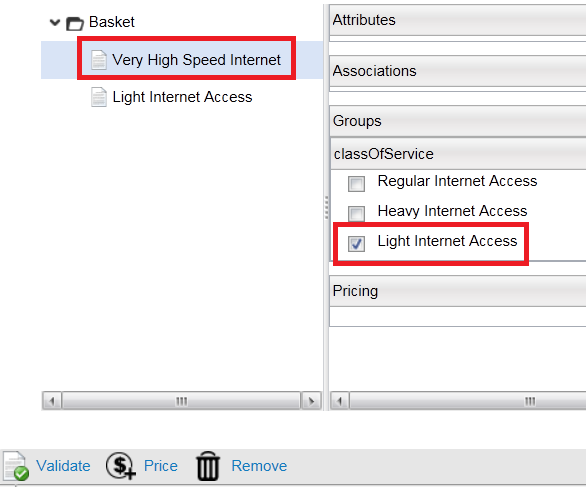 Basket
Very High Speed Internet
Light Internet Access
Attributes
Associations
Groups
classOfService
Regular Internet Access
Heavy Internet Access
Light Internet Access
Pricing
Validate
Price
Remove